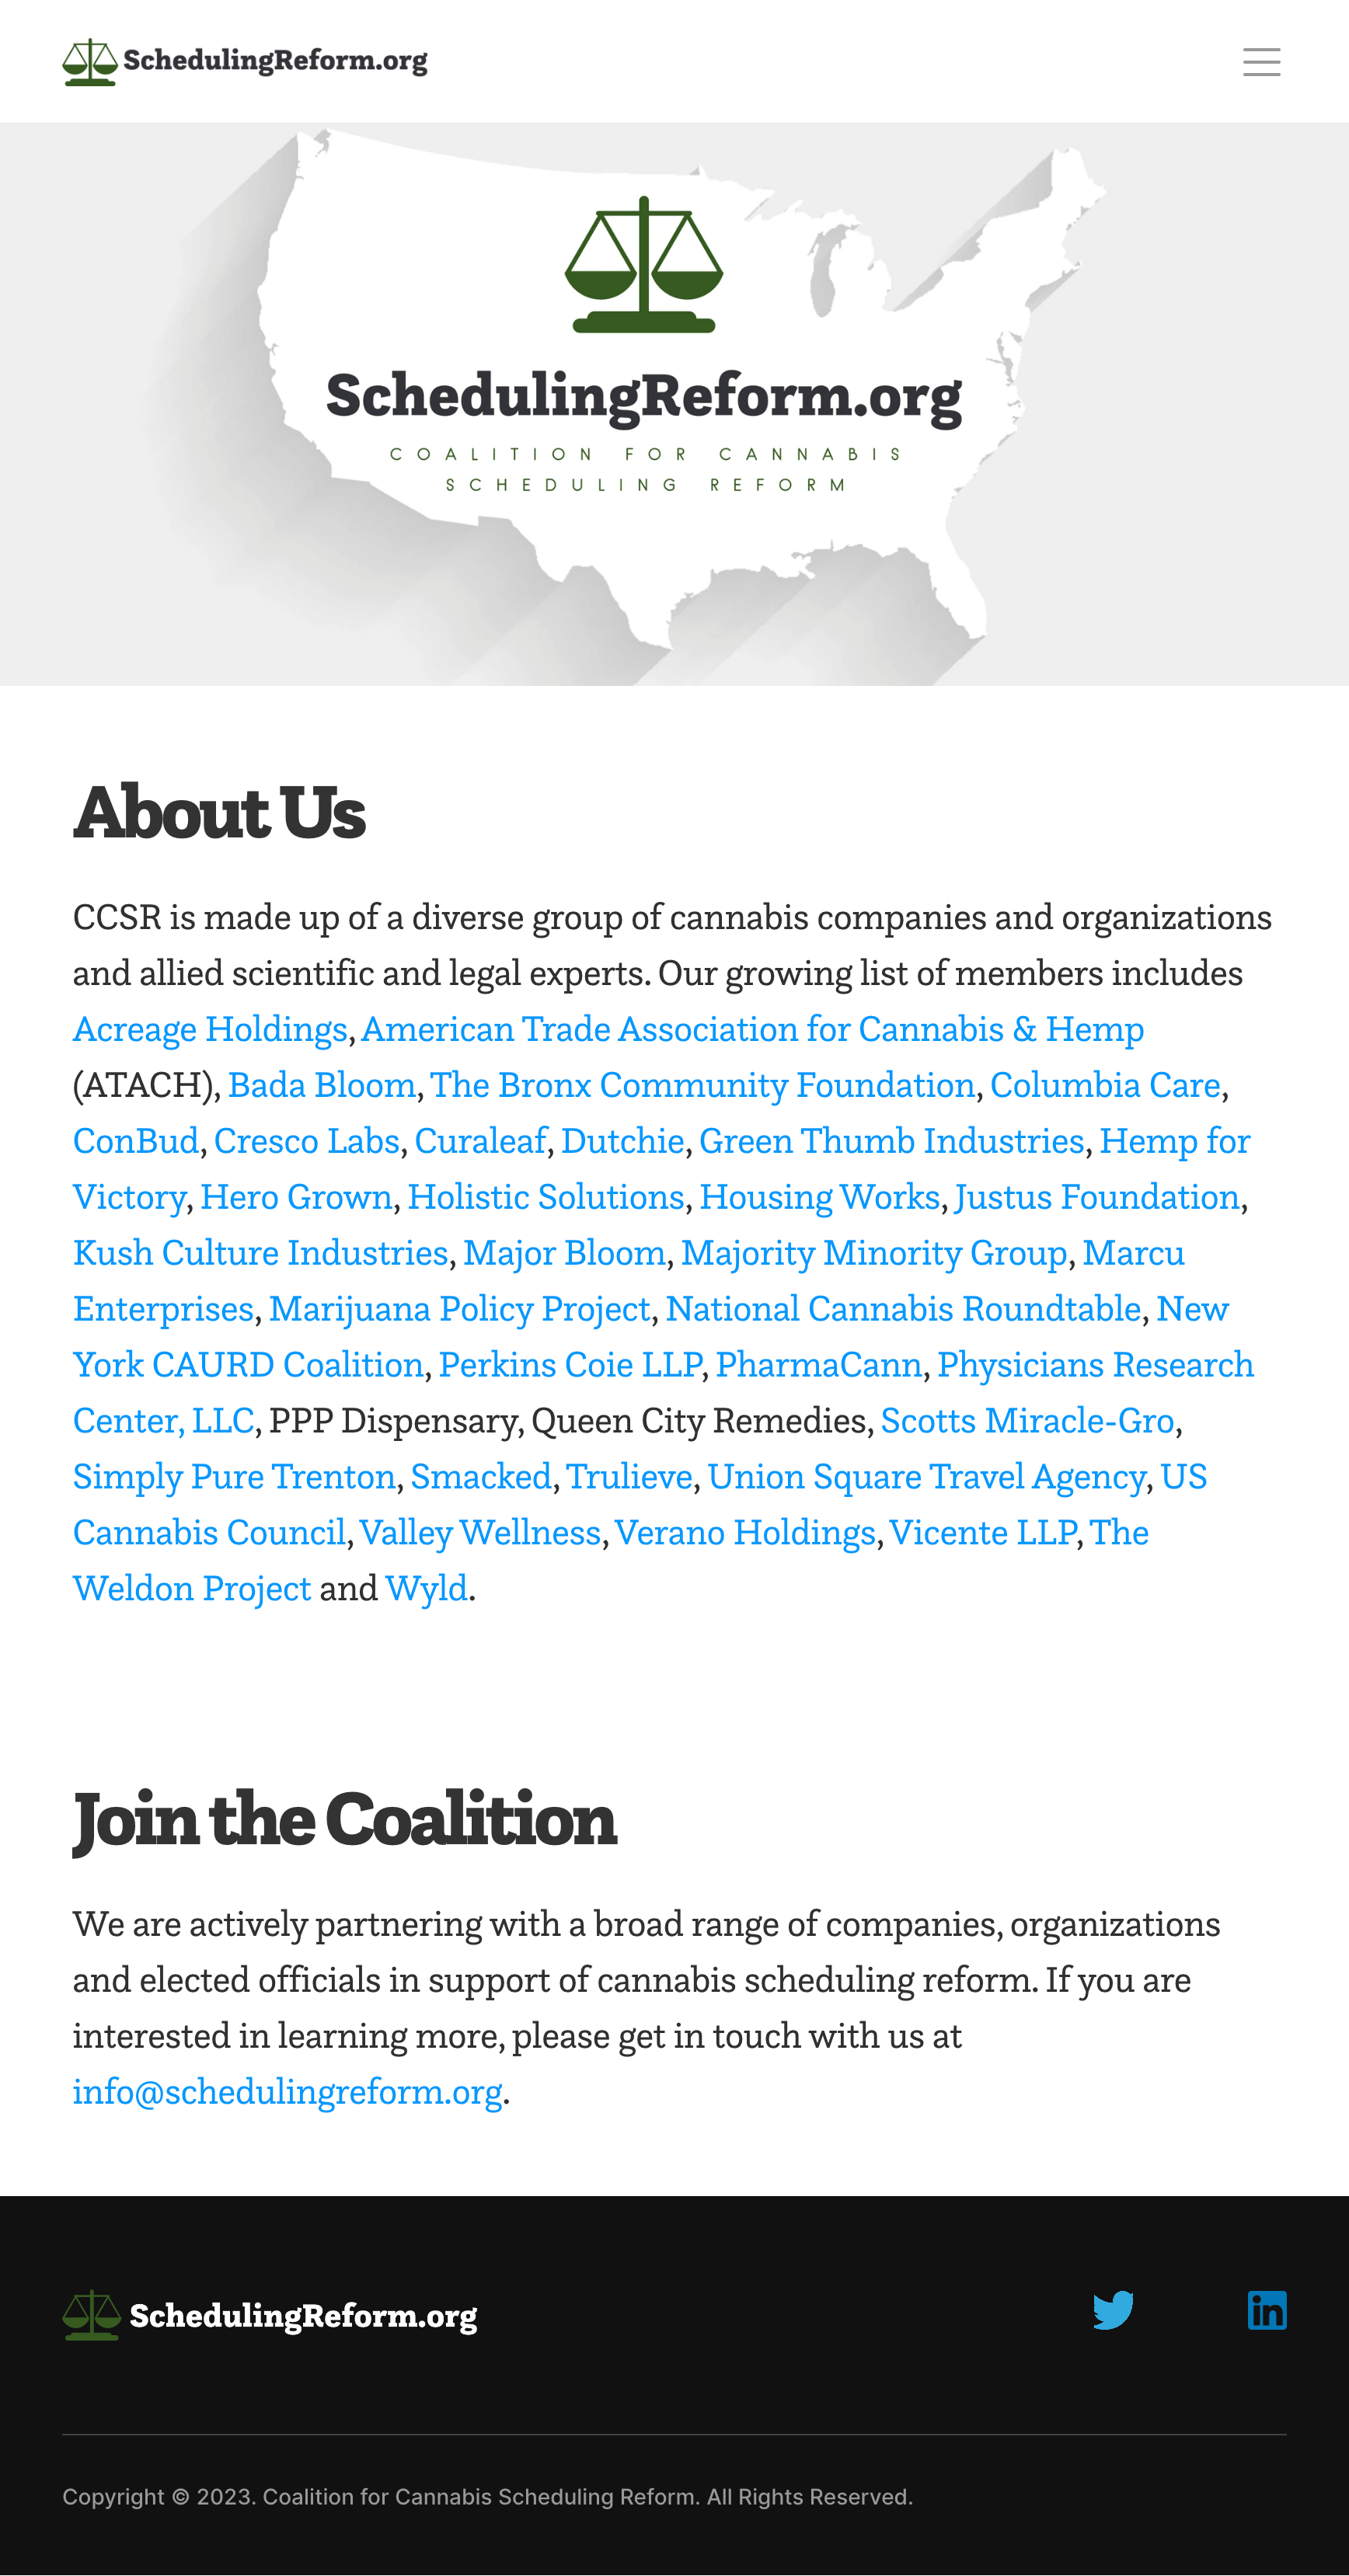 SchedulingReform.org
SchedulingReform.org
COALITION FOR CANNABIS
SCHEDULING REFORM
About Us
CCSR is made up of a diverse group of cannabis companies and organizations
and allied scientific and legal experts. Our growing list of members includes
Acreage Holdings, American Trade Association for Cannabis & Hemp
(ATACH), Bada Bloom, The Bronx Community Foundation, Columbia Care,
ConBud, Cresco Labs, Curaleaf, Dutchie, Green Thumb Industries, Hemp for
Victory, Hero Grown, Holistic Solutions, Housing Works, Justus Foundation,
Kush Culture Industries, Major Bloom, Majority Minority Group, Marcu
Enterprises, Marijuana Policy Project, National Cannabis Roundtable, New
York CAURD Coalition, Perkins Coie LLP, PharmaCann, Physicians Research
Center, LLC, PPP Dispensary, Queen City Remedies, Scotts Miracle-Gro,
Simply Pure Trenton, Smacked, Trulieve, Union Square Travel Agency, US
Cannabis Council, Valley Wellness, Verano Holdings, Vicente LLP, The
Weldon Project and Wyld.
Join the Coalition
We are actively partnering with a broad range of companies, organizations
and elected officials in support of cannabis scheduling reform. If you are
interested in learning more, please get in touch with us at
info@schedulingreform.org.
SchedulingReform.org
in
Copyright © 2023. Coalition for Cannabis Scheduling Reform. All Rights Reserved.